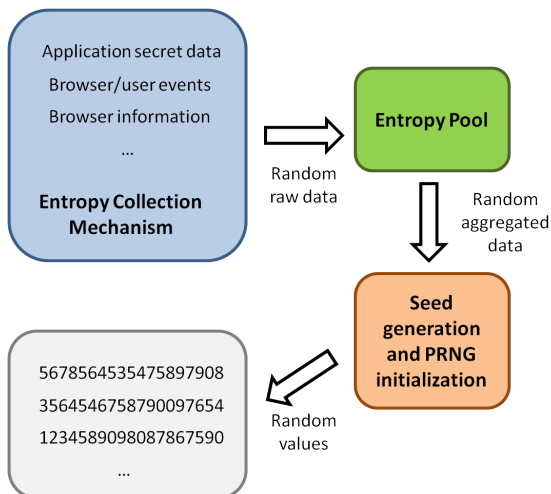 Application secret data
Browser/user events
Browser information
...
Entropy Collection
Mechanism
Random
raw data
Entropy Pool
Random
aggregated
data
Seed
generation
and PRNG
initialization
Random
values
5678564535475897908
3564546758790097654
1234589098087867590
...